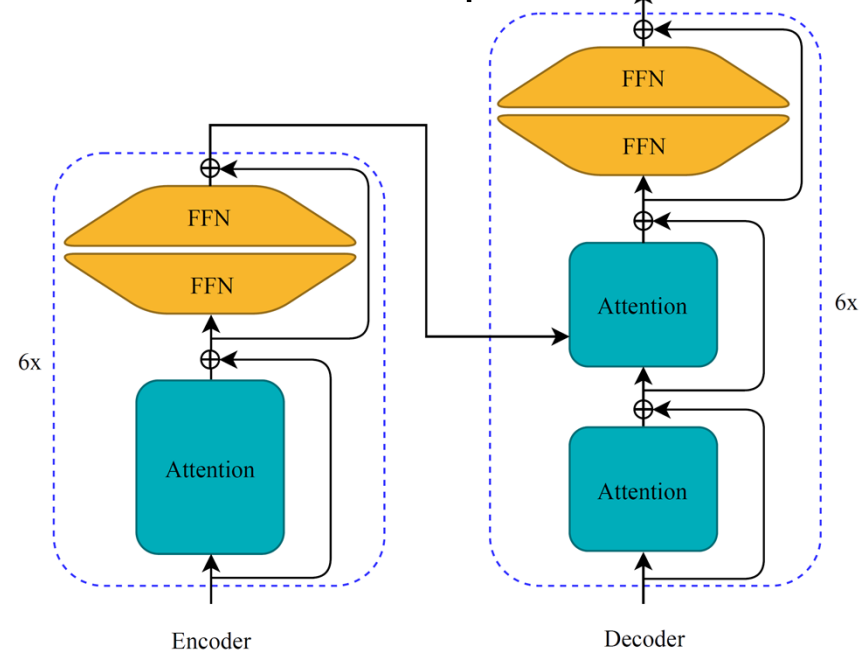 FFN
FFN
Attention
6x
Encoder
FFN
FFN
Attention
Attention
6x
Decoder